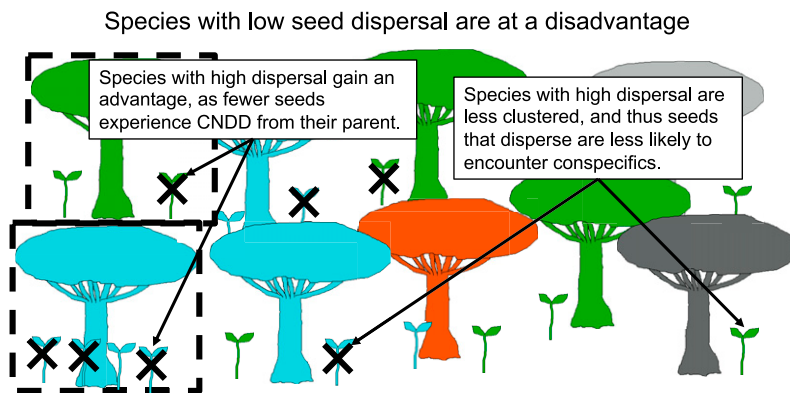 Species with low seed dispersal are at a disadvantage
Species with high dispersal gain an
advantage, as fewer seeds
experience CNDD from their parent.
Species with high dispersal are
less clustered, and thus seeds
that disperse are less likely to
encounter conspecifics.